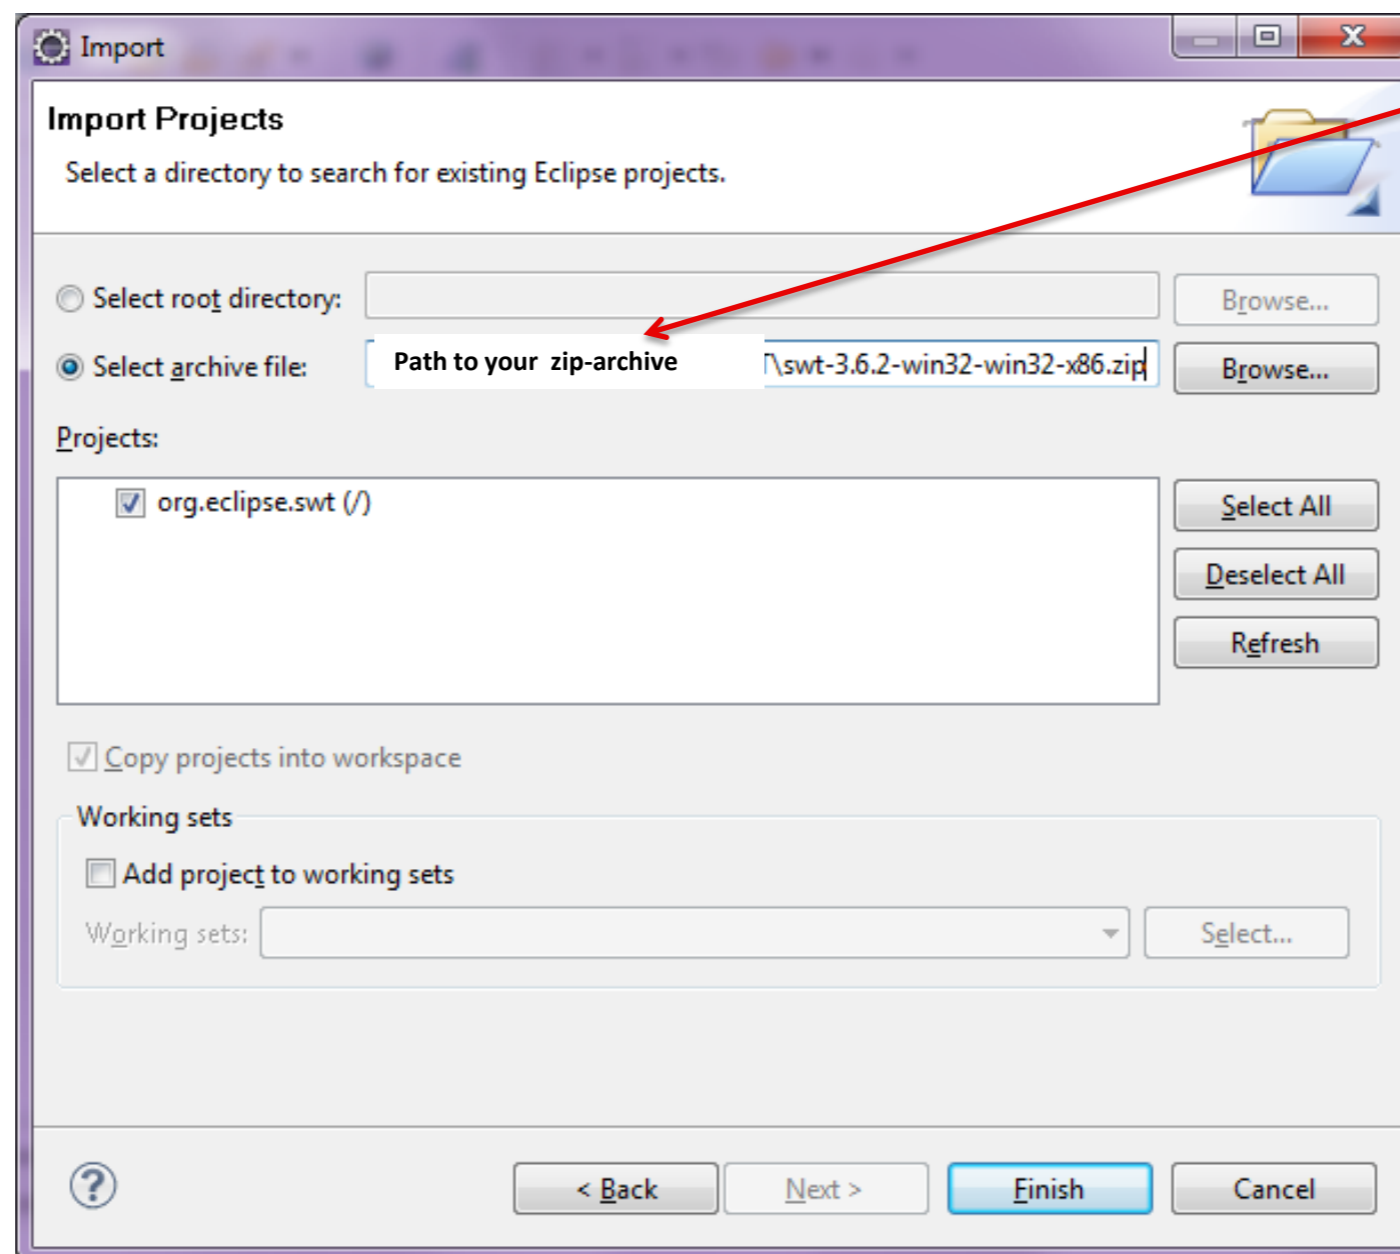 Import
Import Projects
Select a directory to search for existing Eclipse projects.
Select root directory:
Browse...
Select archive file:
Path to your zip-archive
\swt-3.6.2-win32-win32-x86.zip
Browse...
Projects:
org.eclipse.swt (/)
Select All
Deselect All
Refresh
Copy projects into workspace
Working sets
Add project to working sets
Working sets:
Select...
< Back
Next >
Finish
Cancel